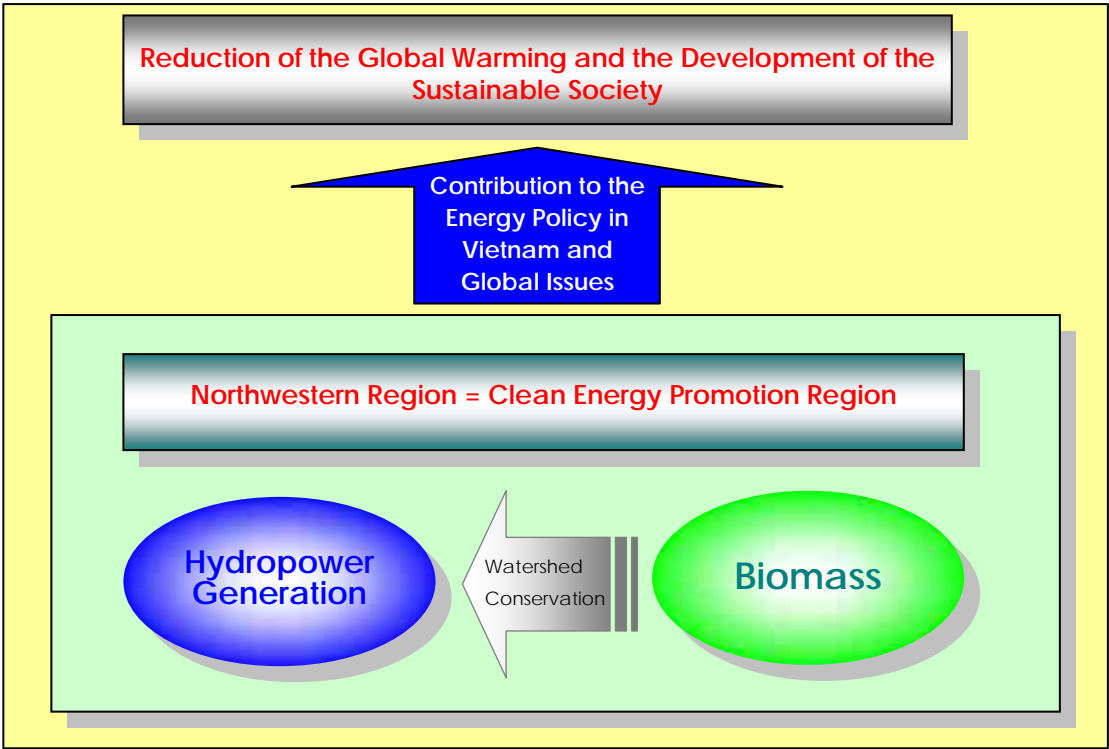 Reduction of the Global Warming and the Development of the
Sustainable Society
Contribution to the
Energy Policy in
Vietnam and
Global Issues
Northwestern Region = Clean Energy Promotion Region
Hydropower
Generation
Watershed
Conservation
Biomass